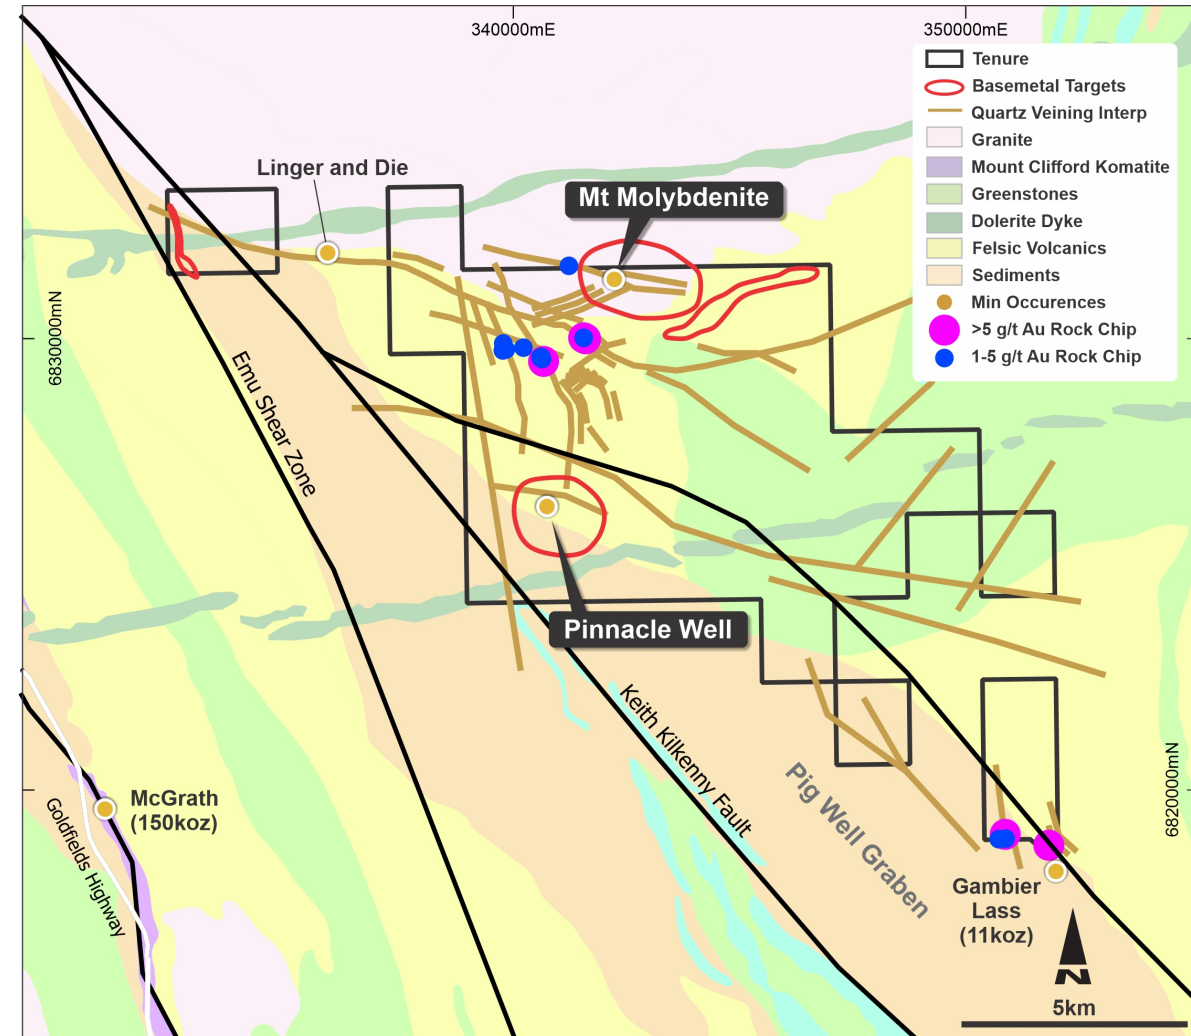 340000mE
350000mE
Tenure
Basemetal Targets
Quartz Veining Interp
Granite
Mount Clifford Komatite
Greenstones
Dolerite Dyke
Felsic Volcanics
Sediments
Min Occurences
>5 g/t Au Rock Chip
1-5 g/t Au Rock Chip
Linger and Die
Mt Molybdenite
6830000mN
Emu Shear Zone
Pinnacle Well
Keith Kilkenny Fault
Pig Well Graben
6820000mN
McGrath
(150koz)
Goldfields Highway
Gambier
Lass
(11koz)
N
5km